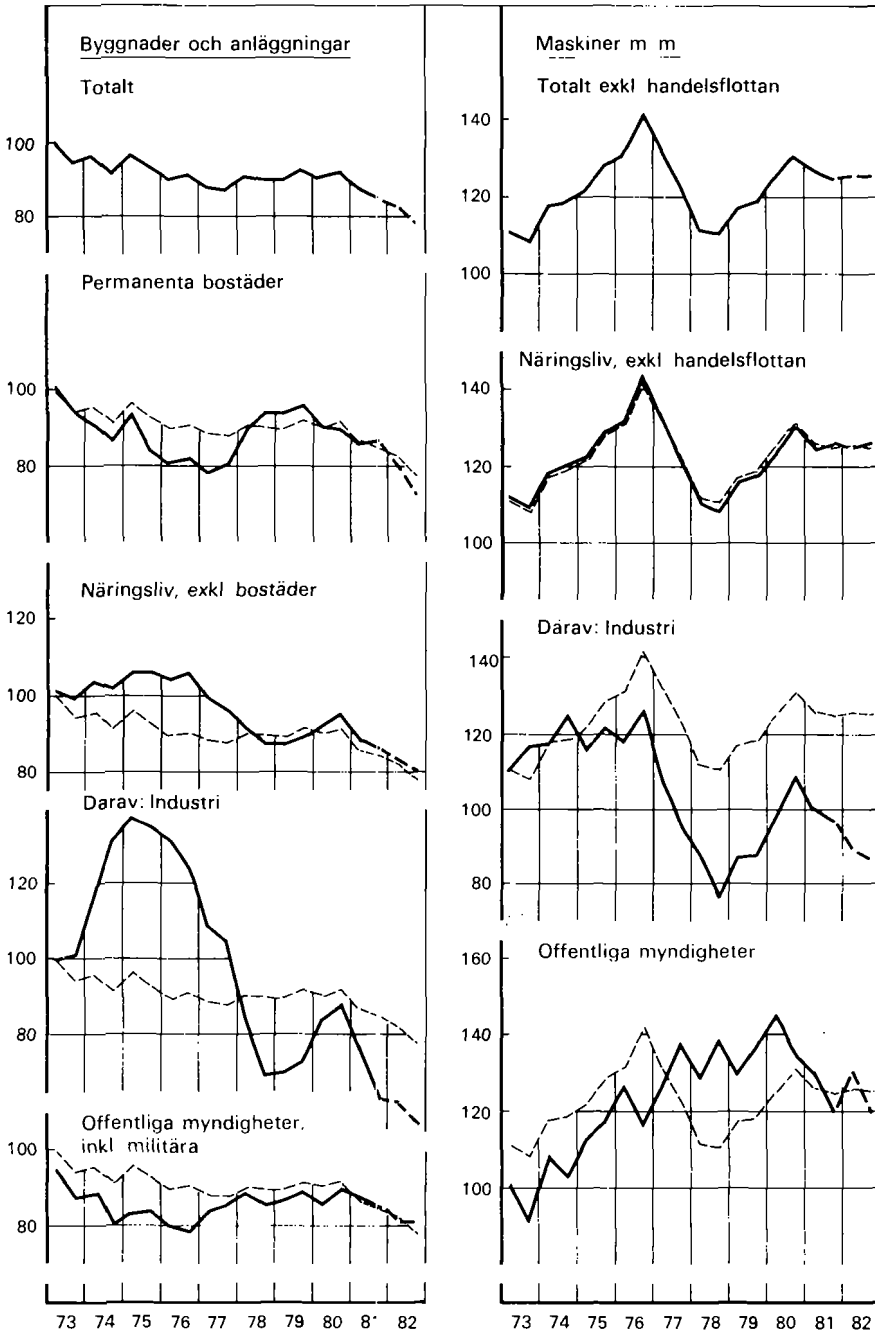 Byggnader och anläggningar
Totalt
100
80
Permanenta bostäder
100
80
Näringsliv, exkl bostäder
120
100
80
Darav: Industri
120
100
80
Offentliga myndigheter,
inkl militära
100
80
73 74 75 76 77 78 79 80 8' 82
Maskiner m m
Totalt exkl handelsflottan
140
120
100
Näringsliv, exkl handelsflottan
140
120
100
Darav: Industri
140
120
100
80
Offentliga myndigheter
160
140
120
100
73 74 75 76 77 78 79 80 81 82